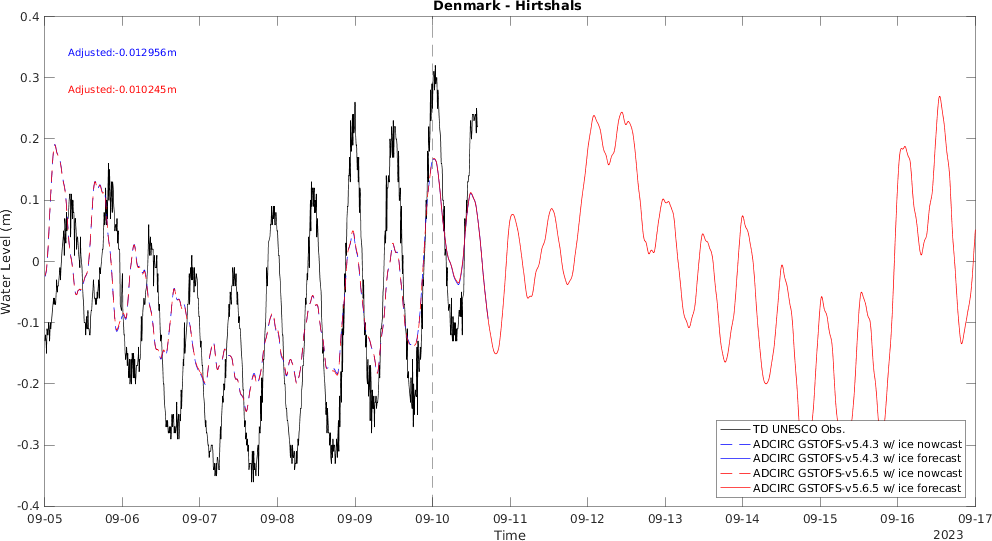 Denmark - Hirtshals
Adjusted:-0.012956m
Adjusted:-0.010245m
Water Level (m)
0.4
0.3
0.2
0.1
0
-0.1
-0.2
-0.3
-0.4
TD UNESCO Obs.
ADCIRC GSTOFS-v5.4.3 w/ ice nowcast
ADCIRC GSTOFS-v5.4.3 w/ ice forecast
ADCIRC GSTOFS-v5.6.5 w/ ice nowcast
ADCIRC GSTOFS-v5.6.5 w/ ice forecast
09-05 09-06 09-07 09-08 09-09 09-10 09-11 09-12 09-13 09-14 09-15 09-16 09-17
Time
2023